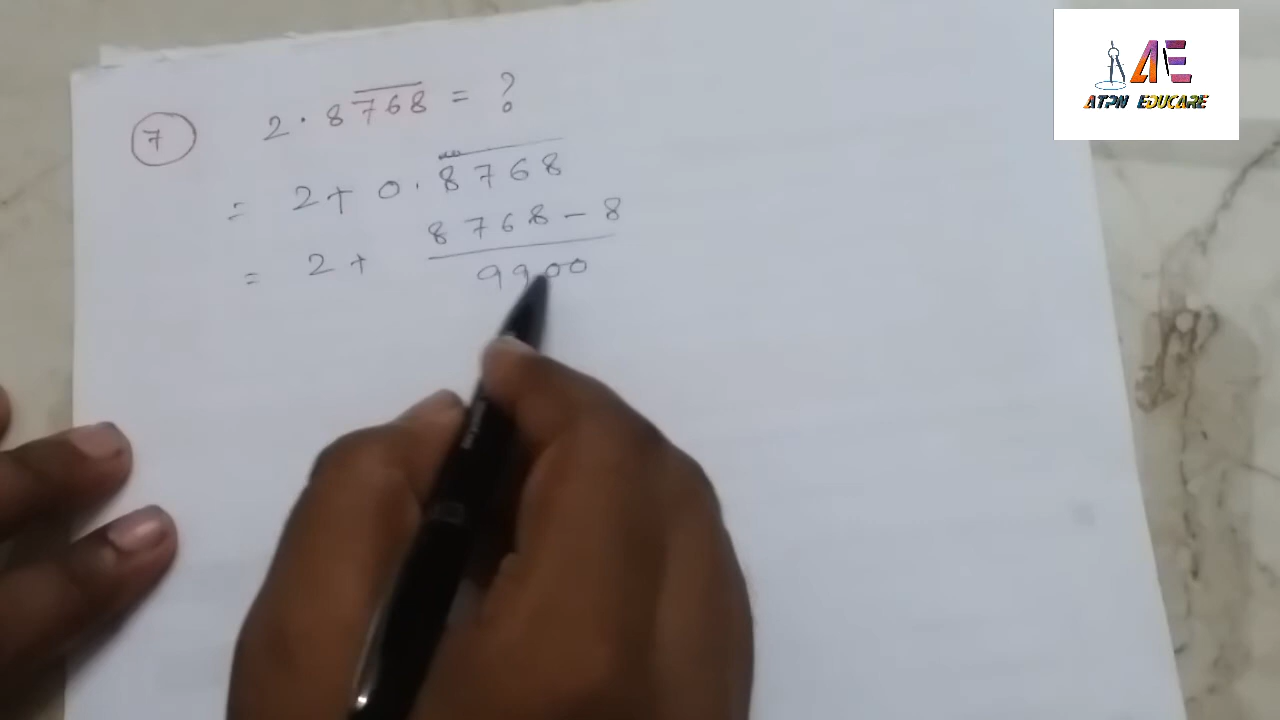 AE
ATPN EDUCARE
7
2.8768̅ = ?
= 2 + 0.8768
= 2 + 8768 - 8
9900